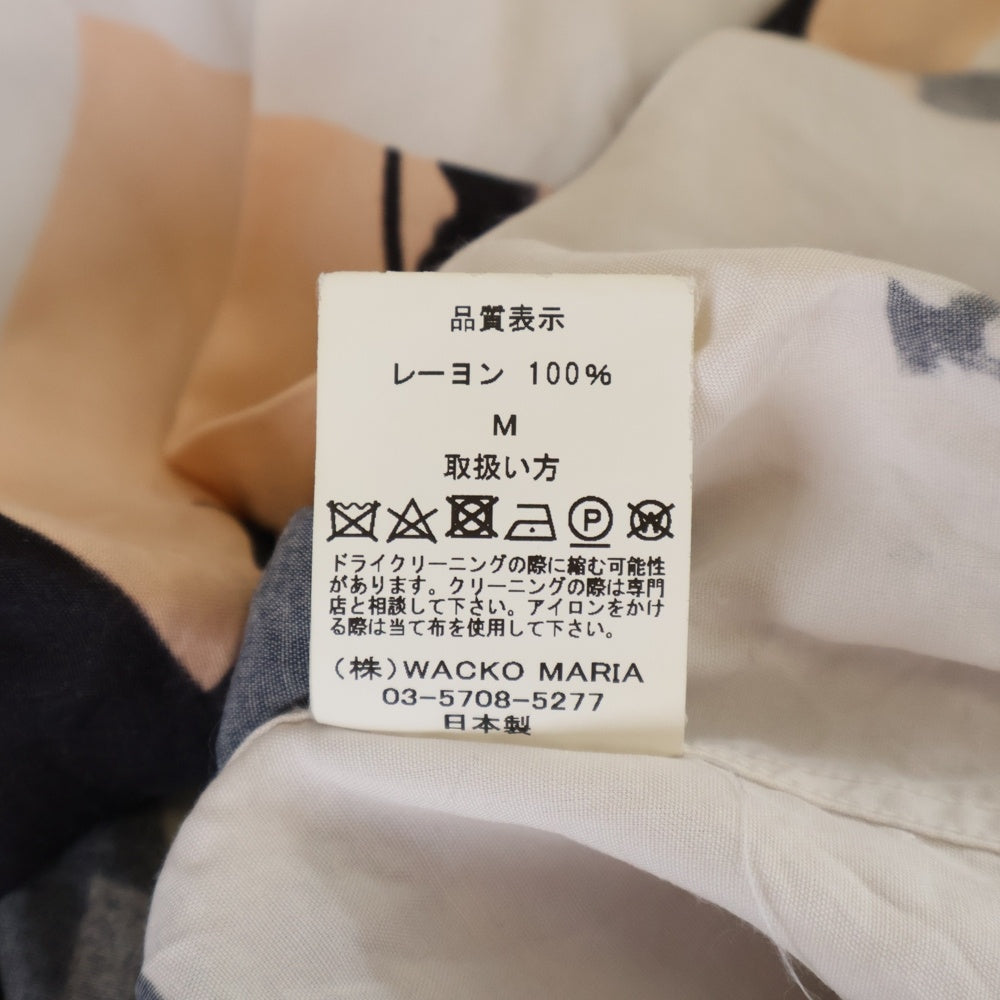 品質表示
レーヨン 100%
M
取扱い方
P W
ドライクリーニングの際に縮む可能性
があります。クリーニングの際は専門
店と相談して下さい。アイロンをかけ
る際は当て布を使用して下さい。
(株)WACKO MARIA
03-5708-5277
日本製